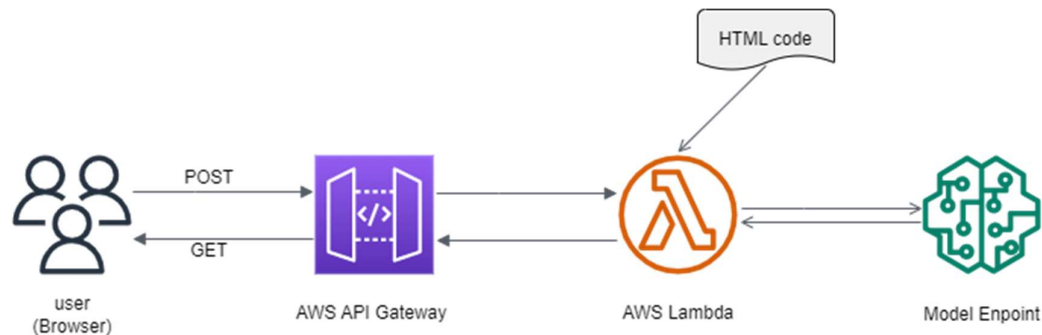 HTML code
POST
GET
</>
user
(Browser)
AWS API Gateway
AWS Lambda
Model Enpoint